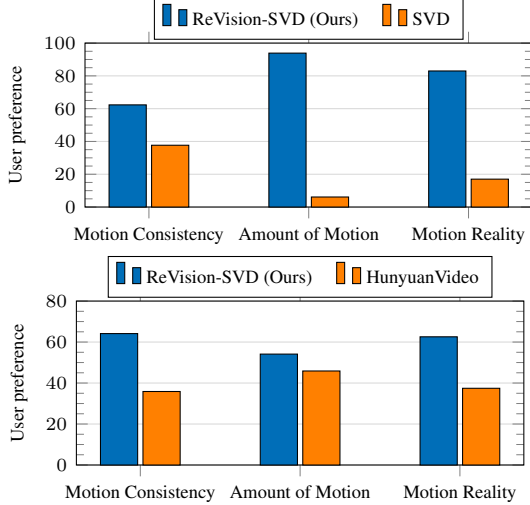 ReVision-SVD (Ours) SVD
100
80
60
40
20
0
User preference
Motion Consistency Amount of Motion Motion Reality
ReVision-SVD (Ours) HunyuanVideo
80
60
40
20
0
User preference
Motion Consistency Amount of Motion Motion Reality